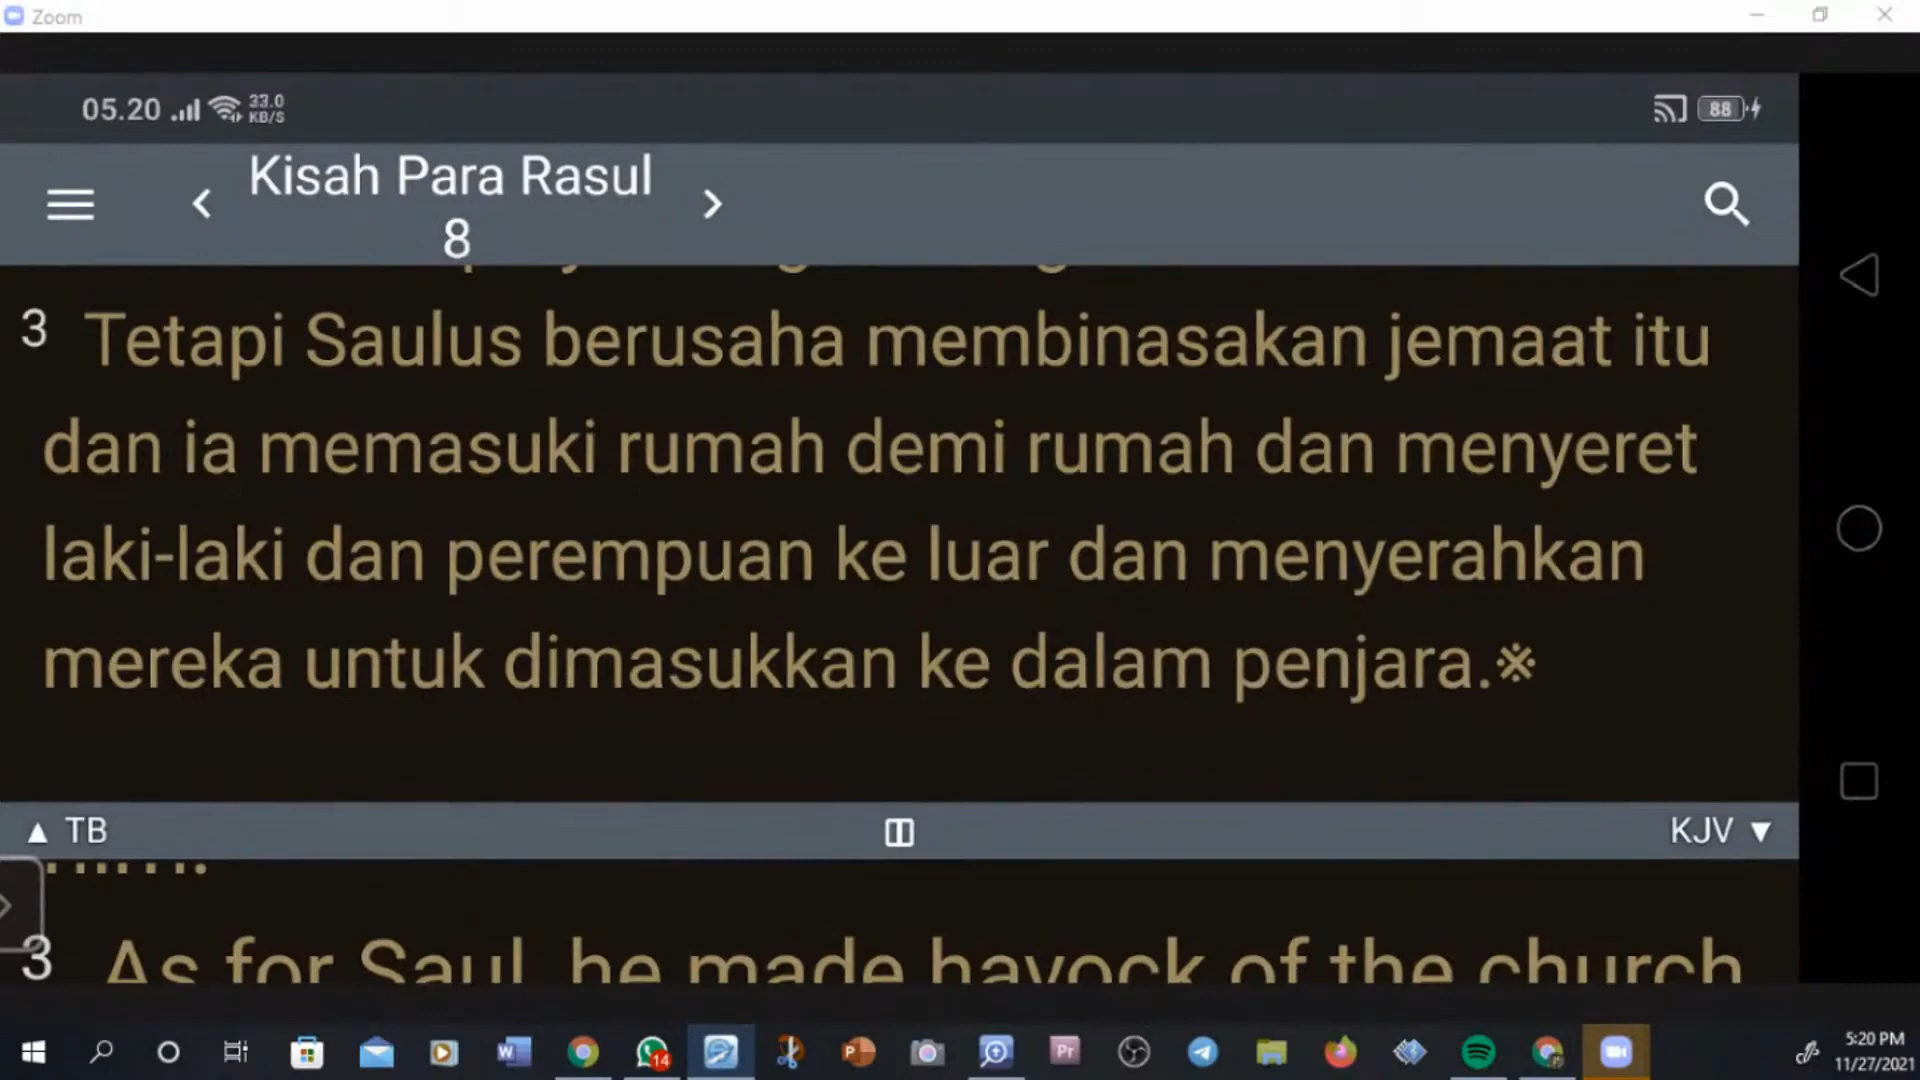 Zoom
05.20 33.0 KB/S 88
Kisah Para Rasul
8
3 Tetapi Saulus berusaha membinasakan jemaat itu
dan ia memasuki rumah demi rumah dan menyeret
laki-laki dan perempuan ke luar dan menyerahkan
mereka untuk dimasukkan ke dalam penjara.※
▲ TB KJV ▼
3 As for Saul, he made havock of the church
14
Pr
5:20 PM
11/27/2021